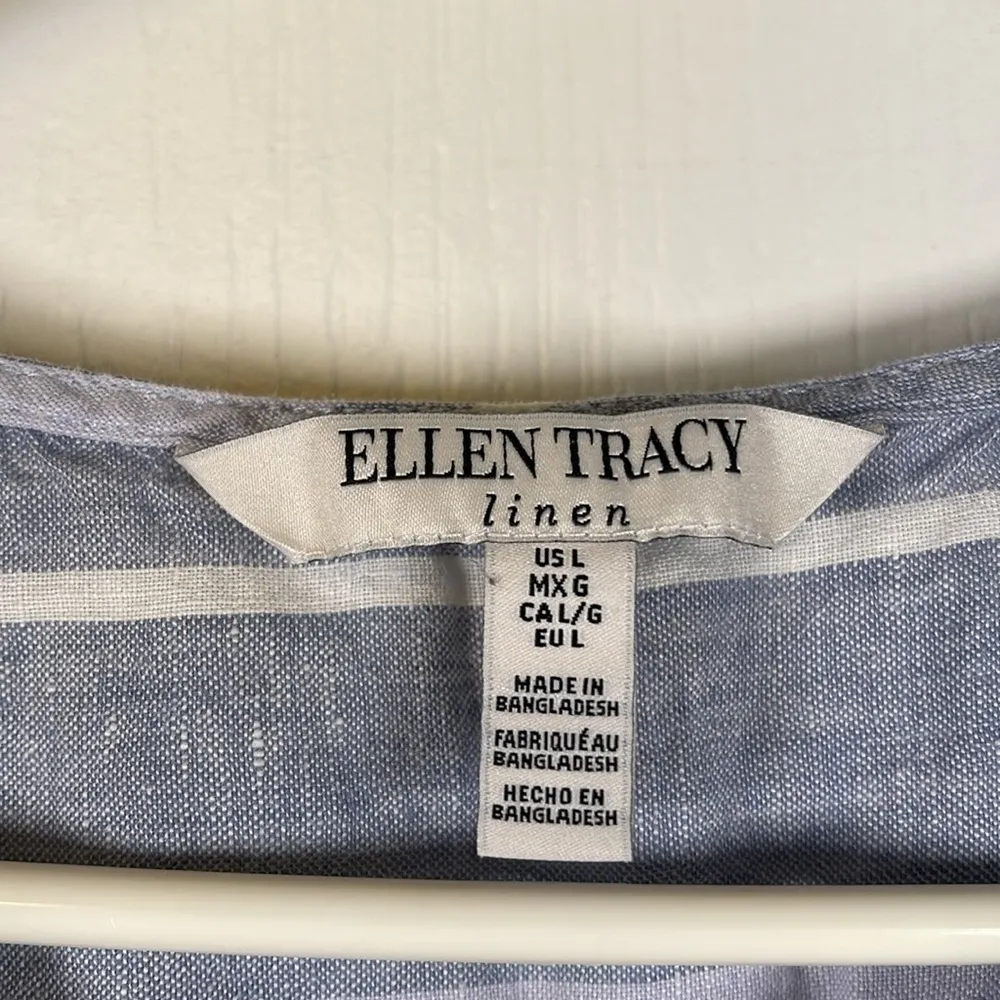 ELLEN TRACY
linen
US L
MX G
CA L/G
EU L
MADE IN
BANGLADESH
FABRIQUÉ AU
BANGLADESH
HECHO EN
BANGLADESH